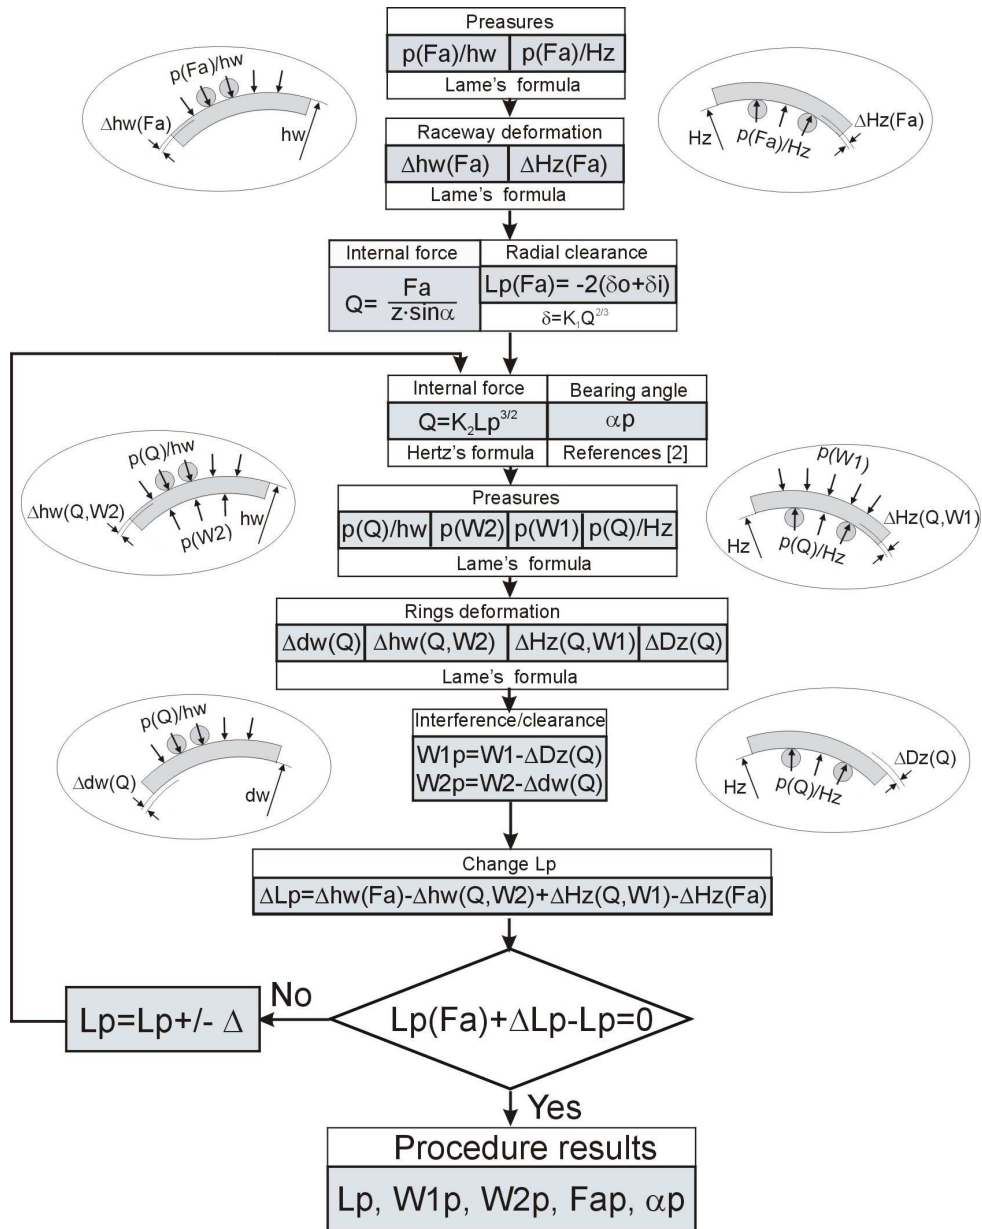 Preasures
p(Fa)/hw p(Fa)/Hz
Lame's formula
p(Fa)/hw
Δhw(Fa)
hw
Hz
p(Fa)/Hz
ΔHz(Fa)
Raceway deformation
Δhw(Fa) ΔHz(Fa)
Lame's formula
Internal force
Q= Fa
z·sinα
Radial clearance
Lp(Fa)= -2(δo+δi)
δ=K₁Q^2/3
Internal force Bearing angle
Q=K₂Lp^3/2 αp
Hertz's formula References [2]
p(Q)/hw
Δhw(Q,W2)
p(W2)
hw
p(W1)
ΔHz(Q,W1)
Hz
p(Q)/Hz
Preasures
p(Q)/hw p(W2) p(W1) p(Q)/Hz
Lame's formula
Rings deformation
Δdw(Q) Δhw(Q,W2) ΔHz(Q,W1) ΔDz(Q)
Lame's formula
p(Q)/hw
Δdw(Q)
dw
Hz
p(Q)/Hz
ΔDz(Q)
Interference/clearance
W1p=W1-ΔDz(Q)
W2p=W2-Δdw(Q)
Change Lp
ΔLp=Δhw(Fa)-Δhw(Q,W2)+ΔHz(Q,W1)-ΔHz(Fa)
Lp(Fa)+ΔLp-Lp=0
No
Lp=Lp+/- Δ
Yes
Procedure results
Lp, W1p, W2p, Fap, αp